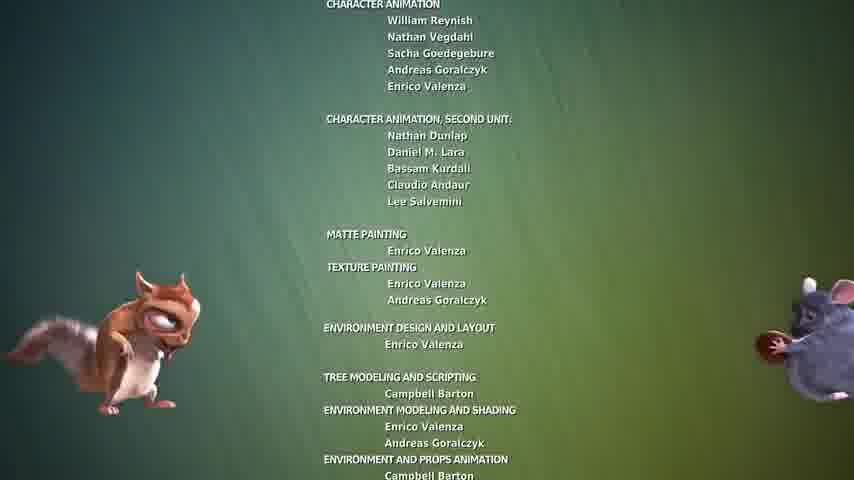 CHARACTER ANIMATION
William Reynish
Nathan Vegdahl
Sacha Goedegebure
Andreas Goralczyk
Enrico Valenza
CHARACTER ANIMATION, SECOND UNIT:
Nathan Dunlap
Daniel M. Lara
Bassam Kurdali
Claudio Andaur
Lee Salvemini
MATTE PAINTING
Enrico Valenza
TEXTURE PAINTING
Enrico Valenza
Andreas Goralczyk
ENVIRONMENT DESIGN AND LAYOUT
Enrico Valenza
TREE MODELING AND SCRIPTING
Campbell Barton
ENVIRONMENT MODELING AND SHADING
Enrico Valenza
Andreas Goralczyk
ENVIRONMENT AND PROPS ANIMATION
Campbell Barton